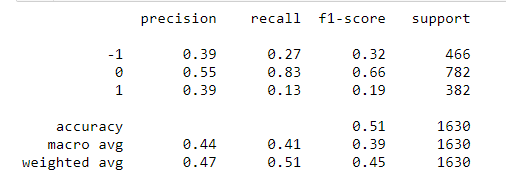 precision recall f1-score support
-1 0.39 0.27 0.32 466
0 0.55 0.83 0.66 782
1 0.39 0.13 0.19 382
accuracy 0.51 1630
macro avg 0.44 0.41 0.39 1630
weighted avg 0.47 0.51 0.45 1630